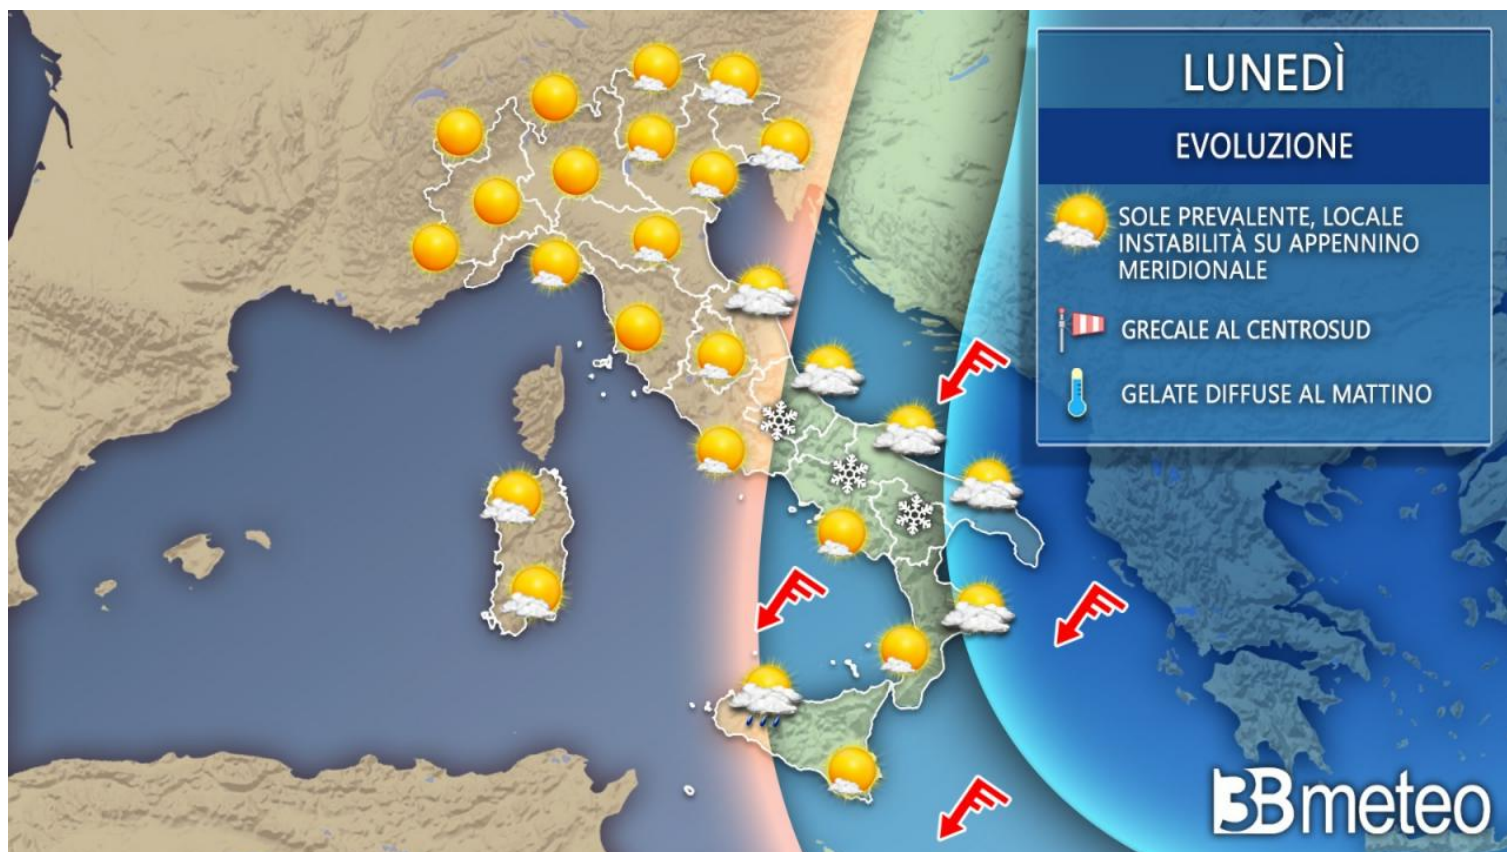 LUNEDÌ
EVOLUZIONE
SOLE PREVALENTE, LOCALE
INSTABILITÀ SU APPENNINO
MERIDIONALE
GRECALE AL CENTROSUD
GELATE DIFFUSE AL MATTINO
3Bmeteo